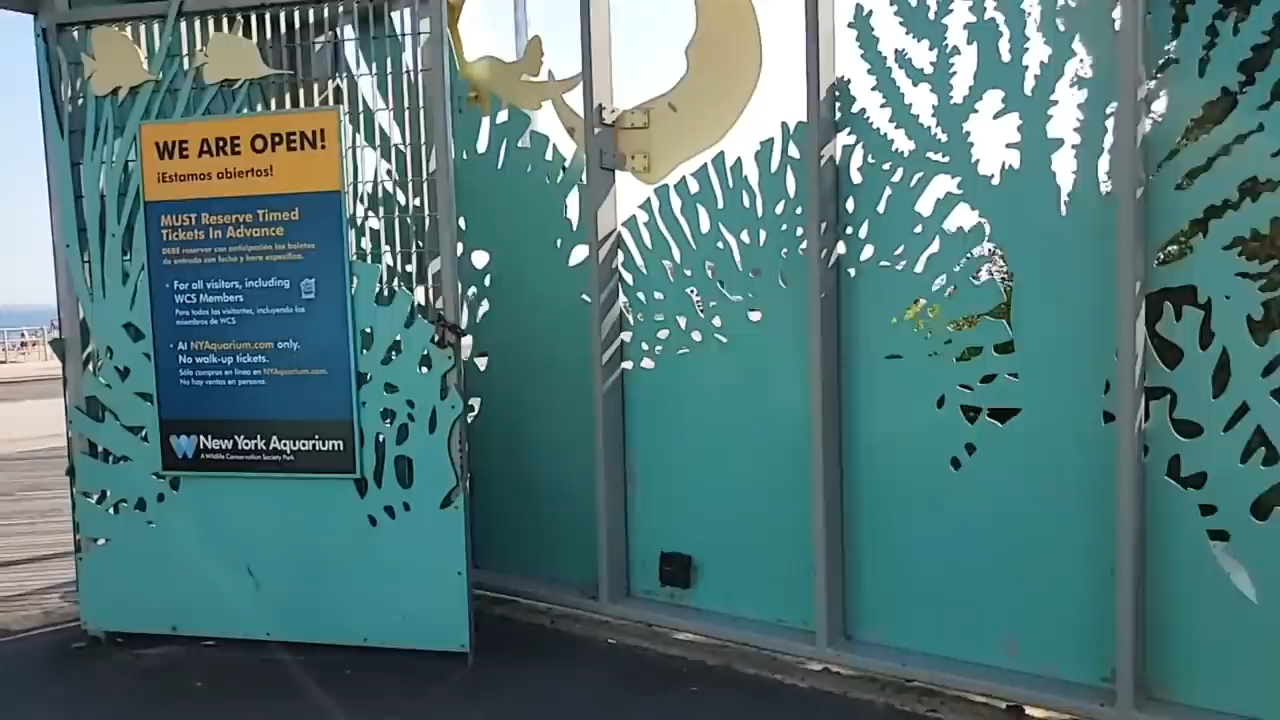 WE ARE OPEN!
¡Estamos abiertos!
MUST Reserve Timed
Tickets In Advance
DEBE reservar con anticipación los boletos
de entrada con fecha y hora específica.
• For all visitors, including
WCS Members
Para todos los visitantes, incluyendo los
miembros de WCS
• At NYAquarium.com only.
No walk-up tickets.
Sólo compras en línea en NYAquarium.com.
No hay ventas en persona.
New York Aquarium
A Wildlife Conservation Society Park